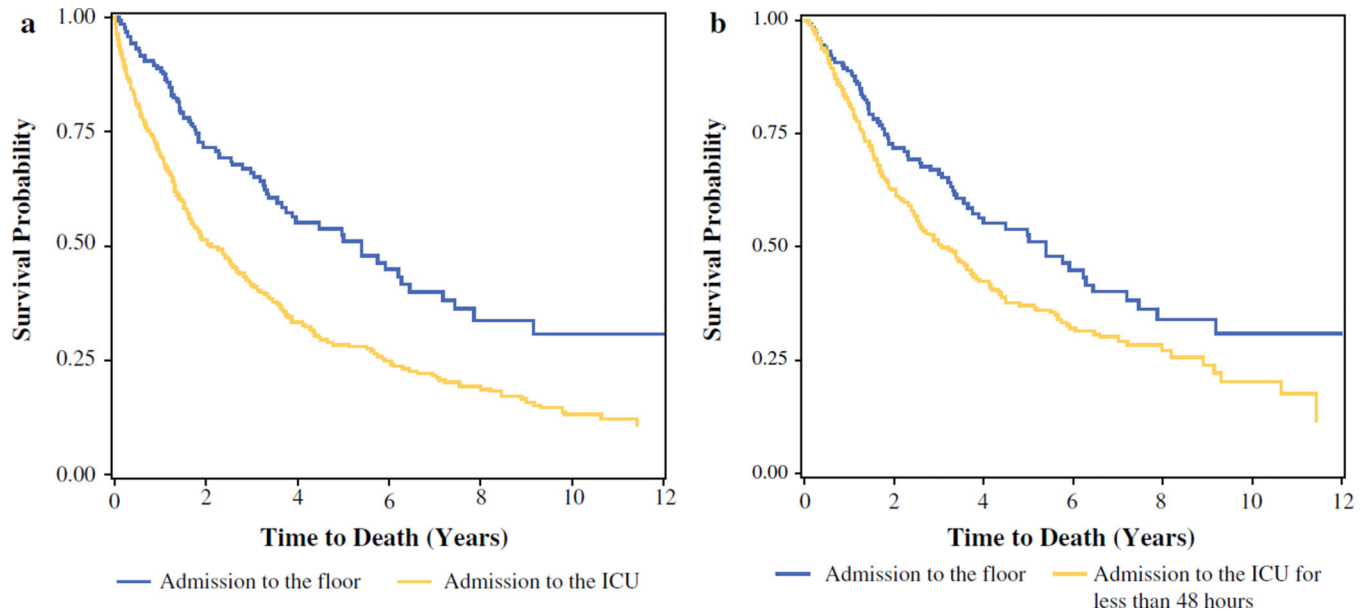 a
1.00
0.75
0.50
0.25
0.00
Survival Probability
0 2 4 6 8 10 12
Time to Death (Years)
Admission to the floor
Admission to the ICU
b
1.00
0.75
0.50
0.25
0.00
Survival Probability
0 2 4 6 8 10 12
Time to Death (Years)
Admission to the floor
Admission to the ICU for
less than 48 hours